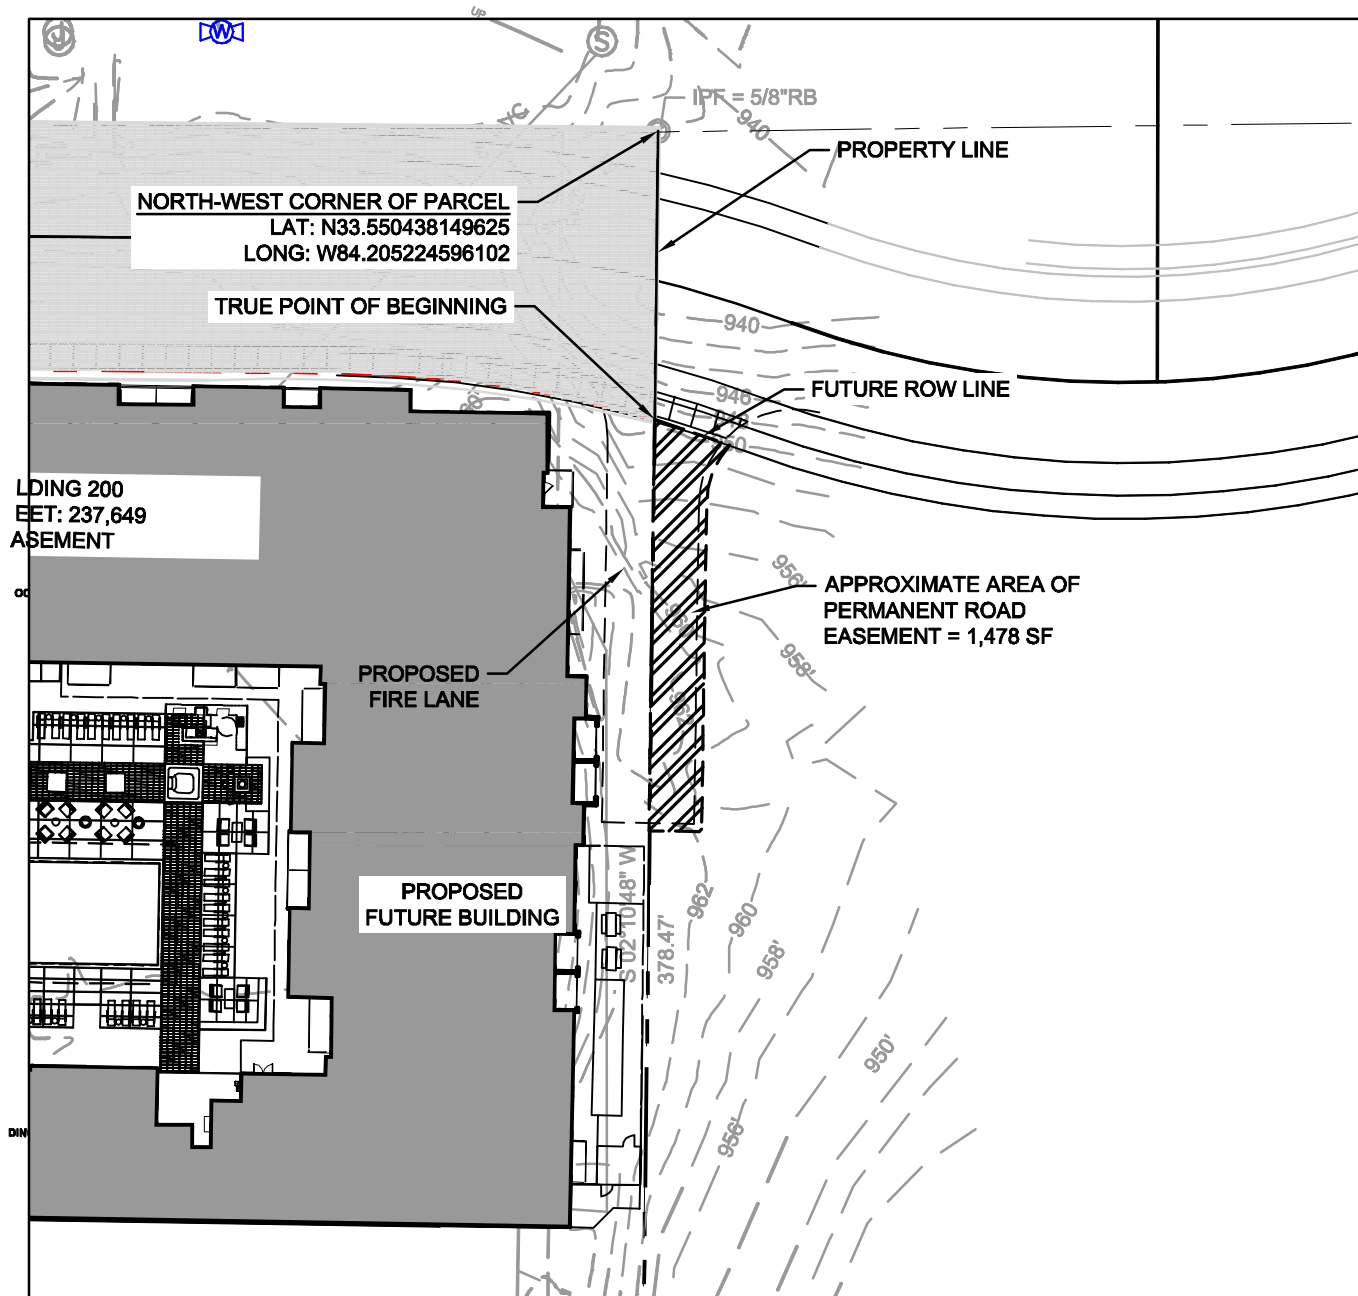 UP
W
S
IPF = 5/8"RB
940
PROPERTY LINE
NORTH-WEST CORNER OF PARCEL
LAT: N33.550438149625
LONG: W84.205224596102
TRUE POINT OF BEGINNING
940
946
FUTURE ROW LINE
LDING 200
EET: 237,649
ASEMENT
956'
APPROXIMATE AREA OF
PERMANENT ROAD
EASEMENT = 1,478 SF
958'
PROPOSED
FIRE LANE
962
PROPOSED
FUTURE BUILDING
S 02°10'48" W
378.47'
962
960
958'
950'
956'
DIN